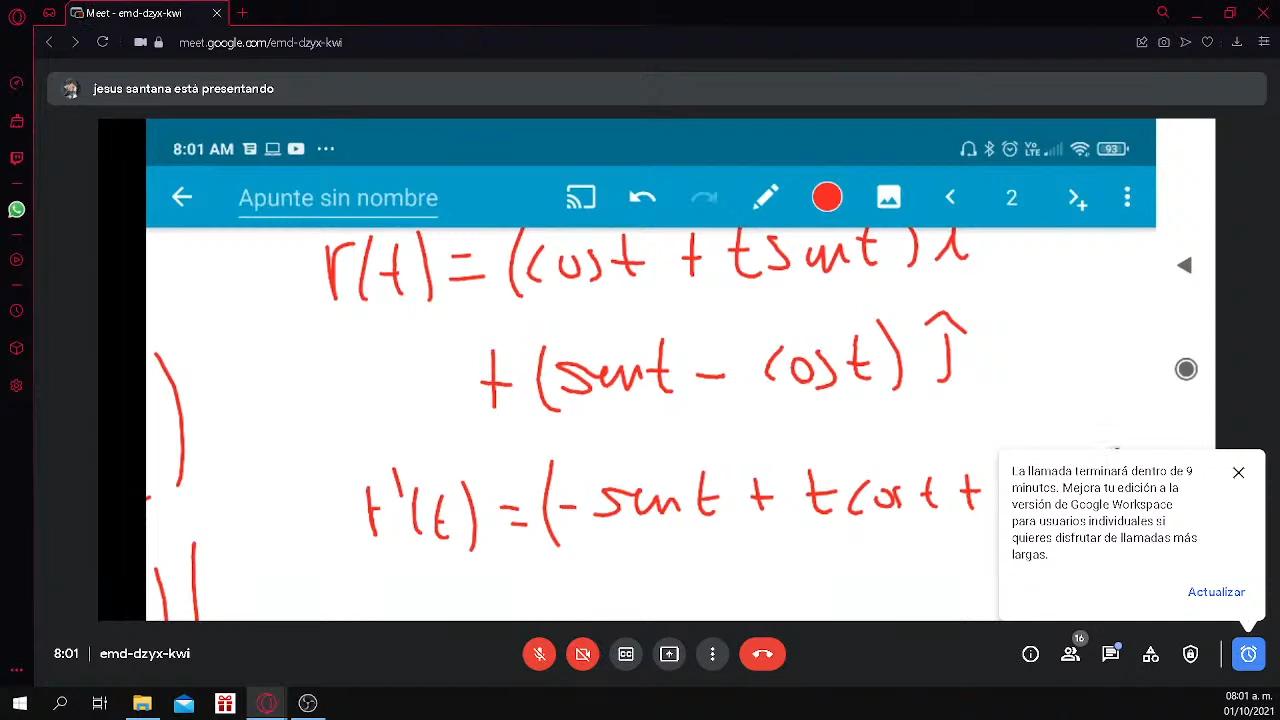 Meet - emd-dzyx-kwi
meet.google.com/emd-dzyx-kwi
jesus santana está presentando
8:01 AM
Vo LTE
93
Apunte sin nombre
2
r(t) = (cost + tsent) i
+ (sent - cost) ĵ
r'(t) = (-sent + tcost +
La llamada terminará dentro de 9
minutos. Mejora tu edición a la
versión de Google Workspace
para usuarios individuales si
quieres disfrutar de llamadas más
largas.
Actualizar
8:01 | emd-dzyx-kwi
16
08:01 a. m.
01/10/2021